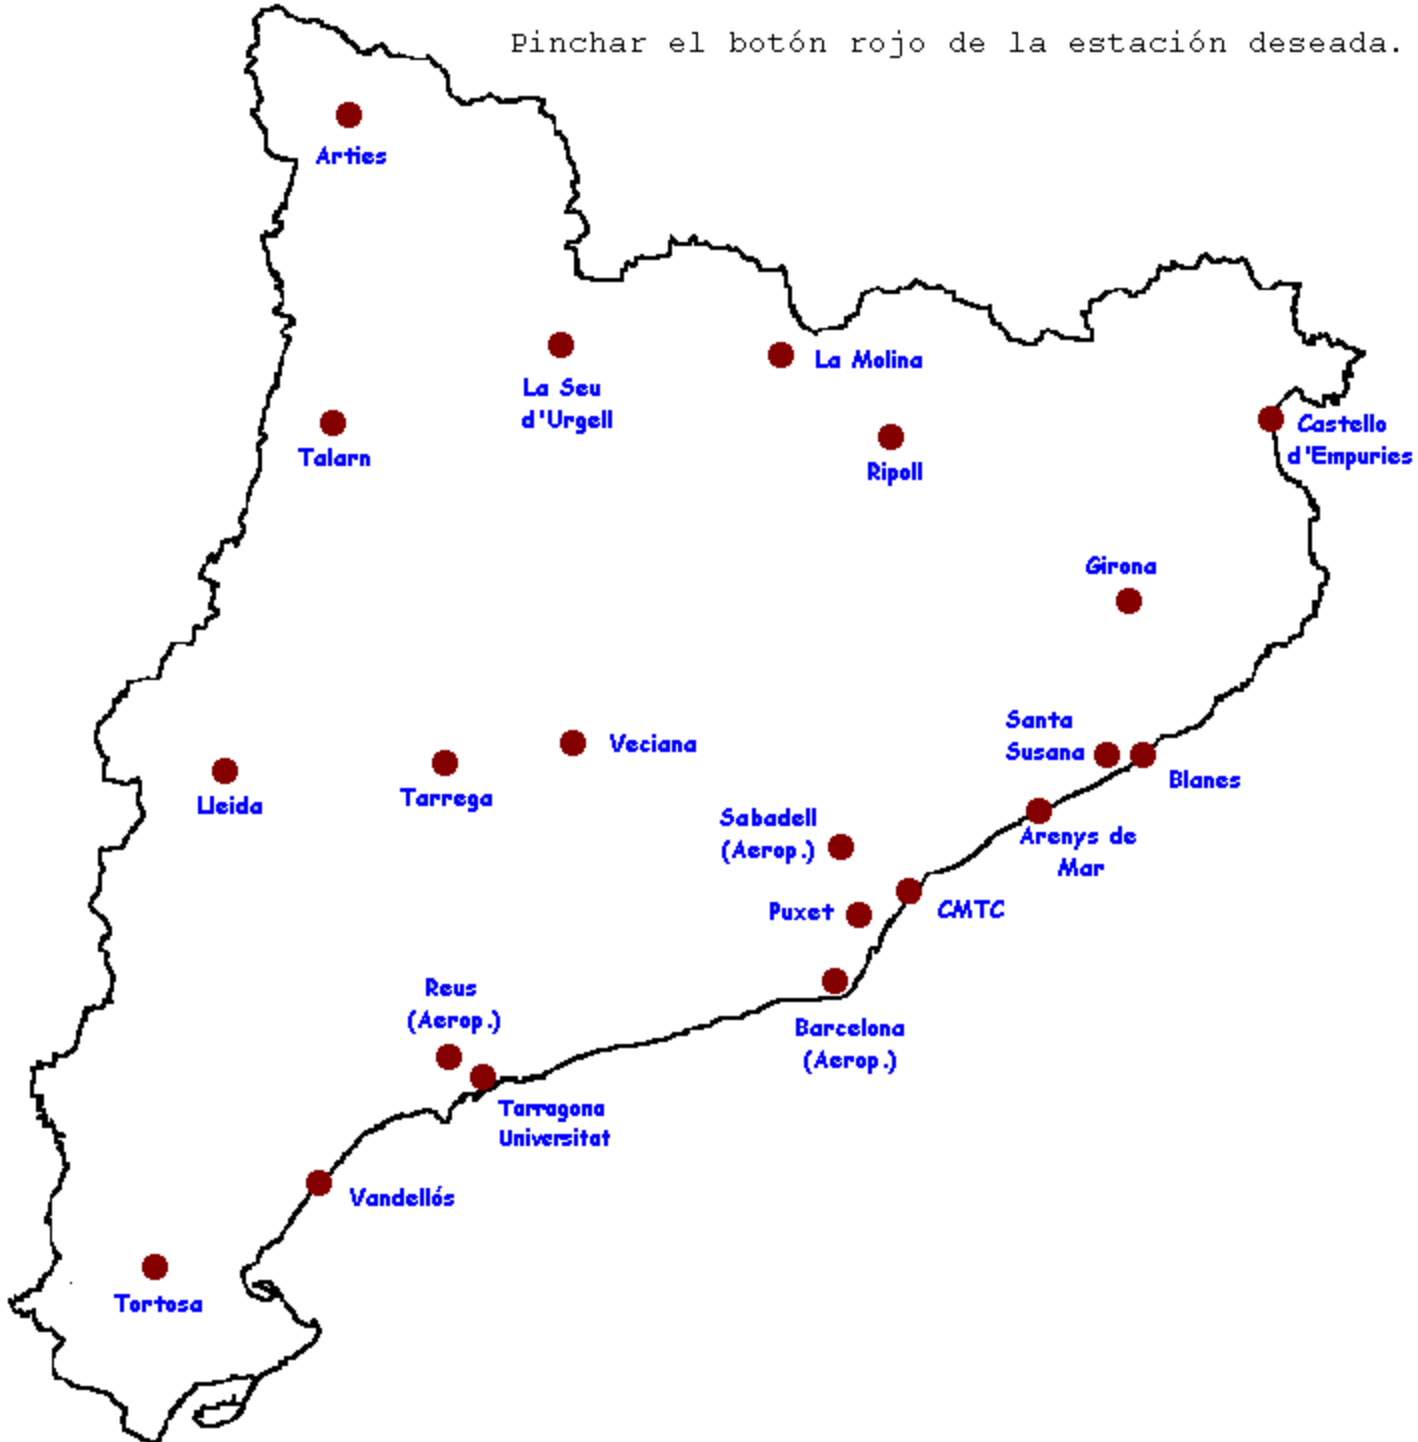 Pinchar el botón rojo de la estación deseada.
Arties
La Seu
d'Urgell
La Molina
Talarn
Ripoll
Castello
d'Empuries
Girona
Santa
Susana
Blanes
Veciana
Lleida
Tarrega
Sabadell
(Aerop.)
Arenys de
Mar
Puxet
CMTC
Reus
(Aerop.)
Barcelona
(Aerop.)
Tarragona
Universitat
Vandellós
Tortosa